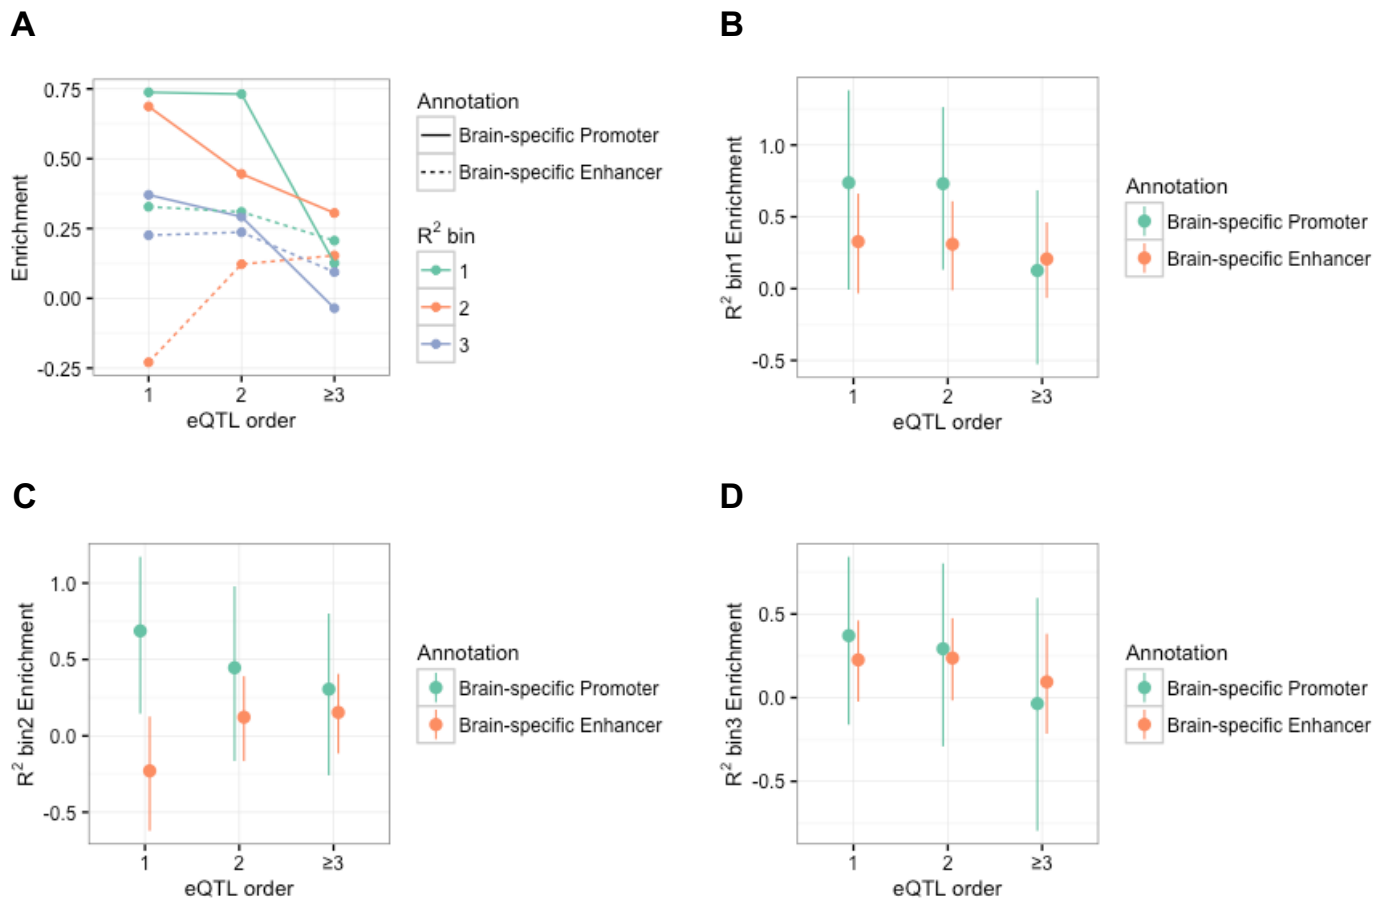 A
0.75
0.50
0.25
0.00
-0.25
Enrichment
1 2 ≥3
eQTL order
Annotation
Brain-specific Promoter
Brain-specific Enhancer
R² bin
1
2
3
B
1.0
0.5
0.0
-0.5
R² bin1 Enrichment
1 2 ≥3
eQTL order
Annotation
Brain-specific Promoter
Brain-specific Enhancer
C
1.0
0.5
0.0
-0.5
R² bin2 Enrichment
1 2 ≥3
eQTL order
Annotation
Brain-specific Promoter
Brain-specific Enhancer
D
0.5
0.0
-0.5
R² bin3 Enrichment
1 2 ≥3
eQTL order
Annotation
Brain-specific Promoter
Brain-specific Enhancer